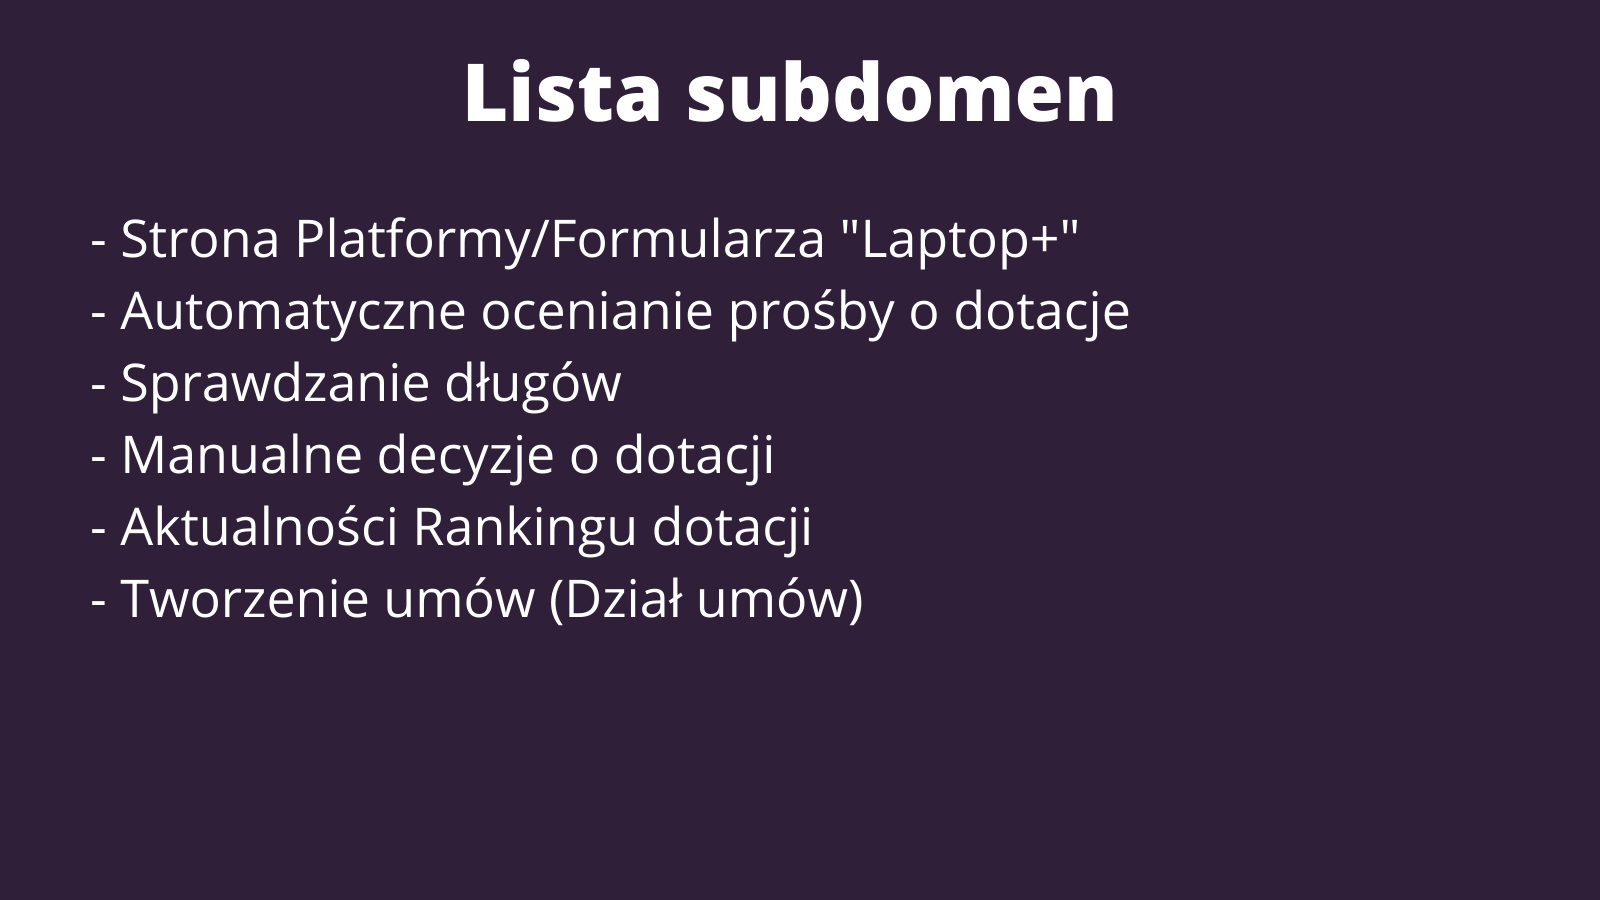 Lista subdomen
- Strona Platformy/Formularza "Laptop+"
- Automatyczne ocenianie prośby o dotacje
- Sprawdzanie długów
- Manualne decyzje o dotacji
- Aktualności Rankingu dotacji
- Tworzenie umów (Dział umów)